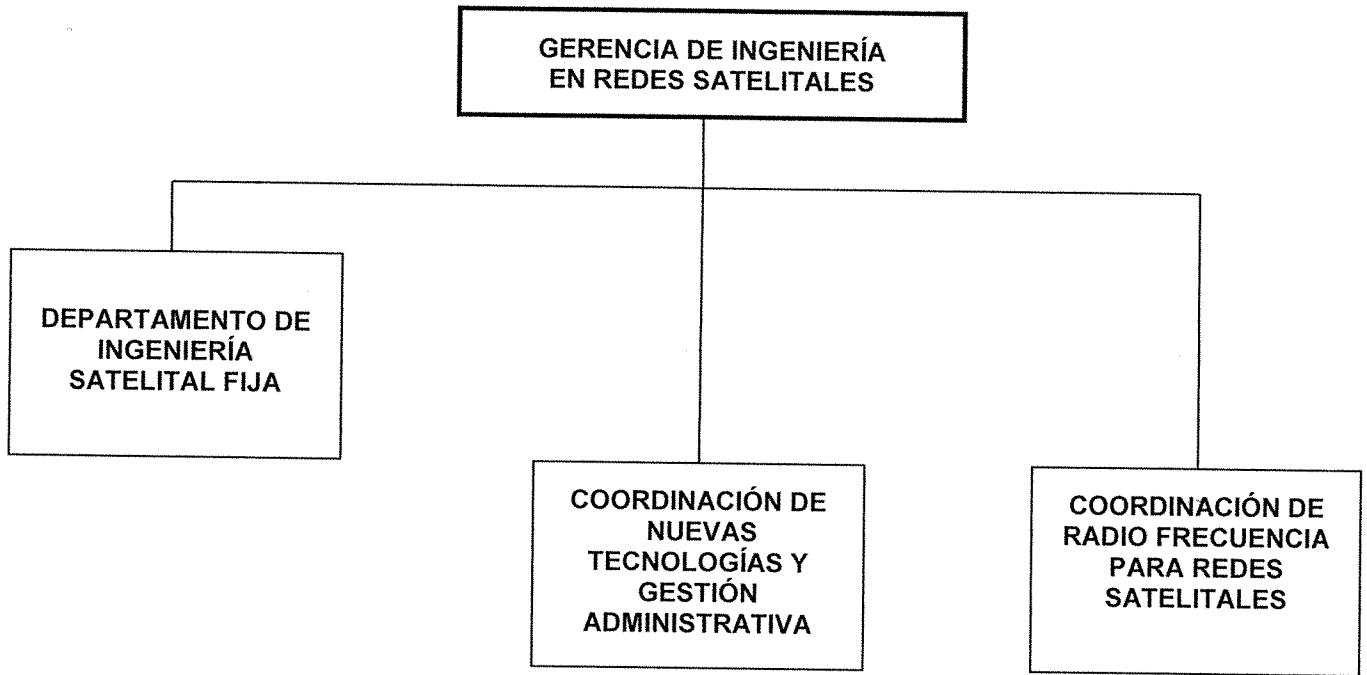 GERENCIA DE INGENIERÍA
EN REDES SATELITALES
DEPARTAMENTO DE
INGENIERÍA
SATELITAL FIJA
COORDINACIÓN DE
NUEVAS
TECNOLOGÍAS Y
GESTIÓN
ADMINISTRATIVA
COORDINACIÓN DE
RADIO FRECUENCIA
PARA REDES
SATELITALES